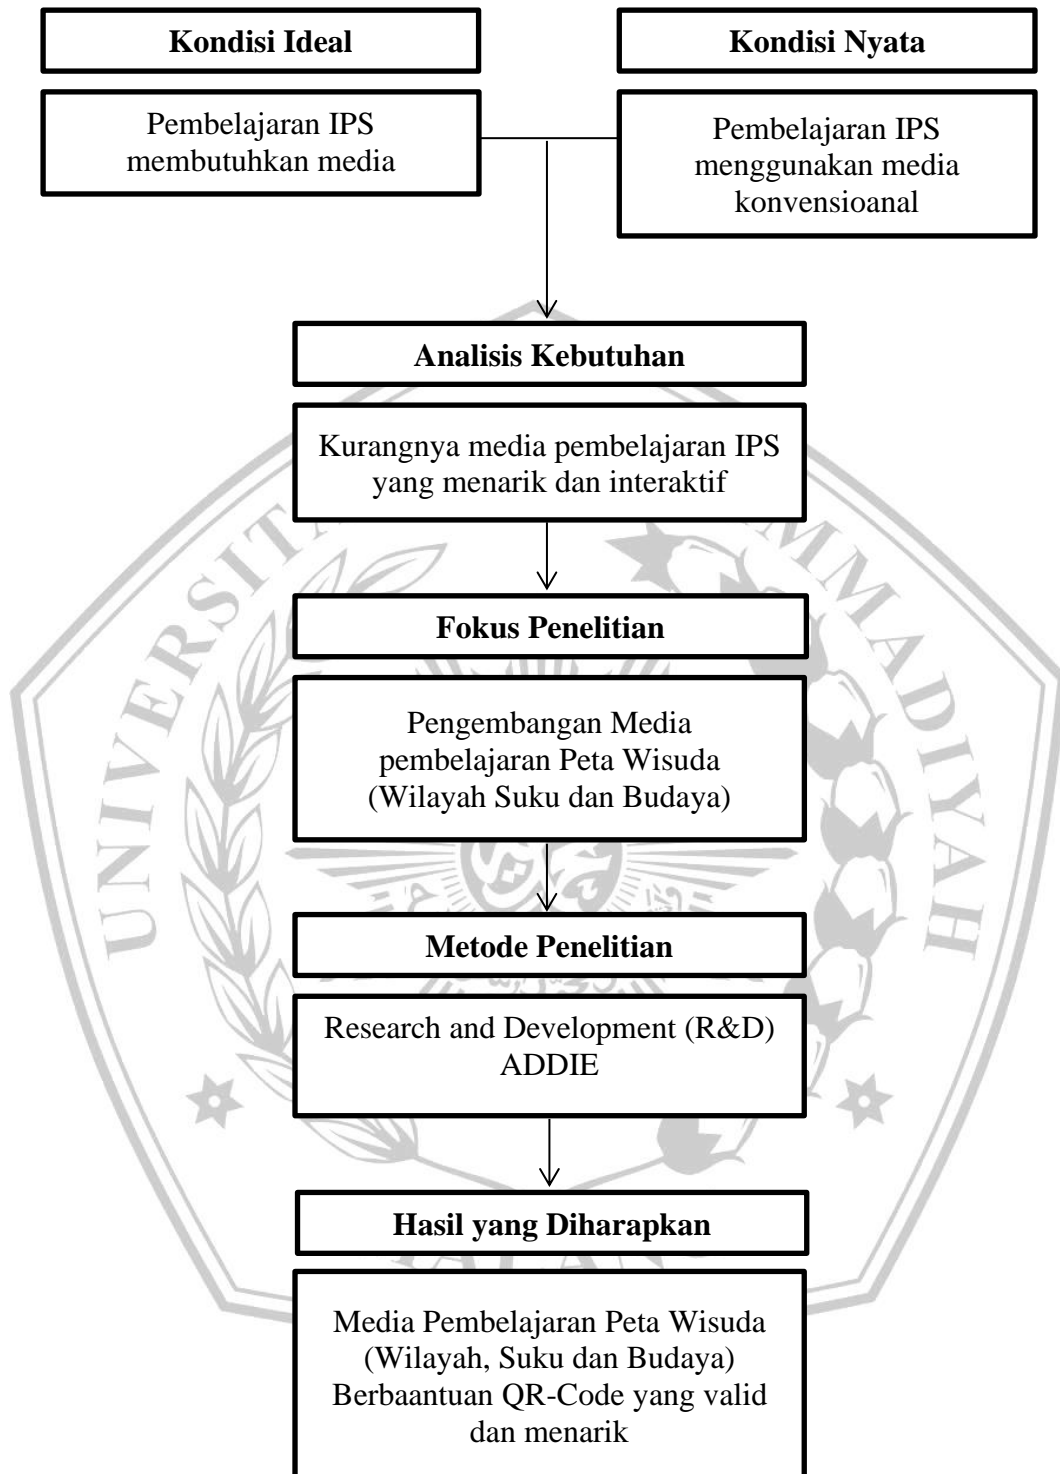 Kondisi Ideal
Kondisi Nyata
Pembelajaran IPS
membutuhkan media
Pembelajaran IPS
menggunakan media
konvensioanal
Analisis Kebutuhan
Kurangnya media pembelajaran IPS
yang menarik dan interaktif
Fokus Penelitian
Pengembangan Media
pembelajaran Peta Wisuda
(Wilayah Suku dan Budaya)
Metode Penelitian
Research and Development (R&D)
ADDIE
Hasil yang Diharapkan
Media Pembelajaran Peta Wisuda
(Wilayah, Suku dan Budaya)
Berbaantuan QR-Code yang valid
dan menarik